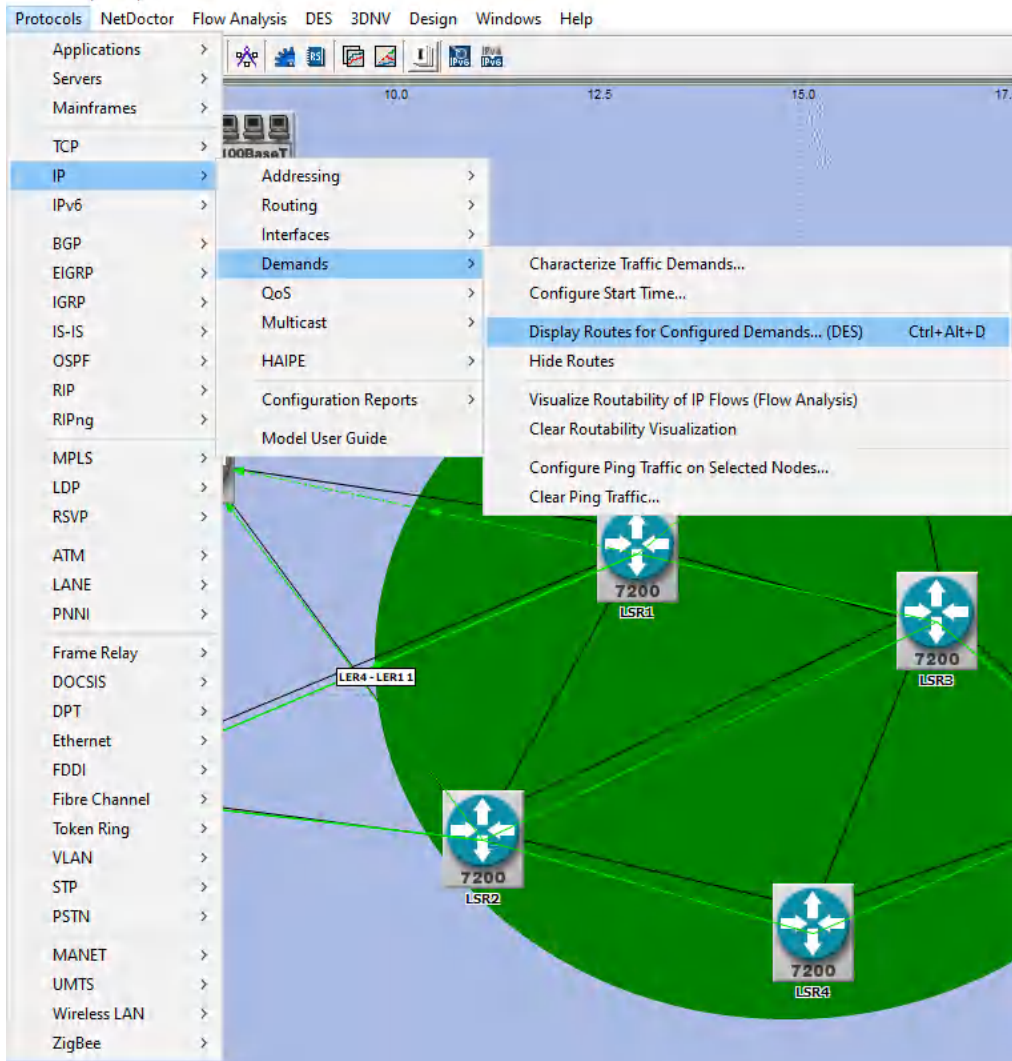 Protocols NetDoctor Flow Analysis DES 3DNV Design Windows Help
Applications
Servers
Mainframes
TCP
IP
IPv6
BGP
EIGRP
IGRP
IS-IS
OSPF
RIP
RIPng
MPLS
LDP
RSVP
ATM
LANE
PNNI
Frame Relay
DOCSIS
DPT
Ethernet
FDDI
Fibre Channel
Token Ring
VLAN
STP
PSTN
MANET
UMTS
Wireless LAN
ZigBee
RS IPV6 IPV4 IPV6
10.0 12.5 15.0 17.
100BaseT
Addressing
Routing
Interfaces
Demands
QoS
Multicast
HAIPE
Configuration Reports
Model User Guide
Characterize Traffic Demands...
Configure Start Time...
Display Routes for Configured Demands... (DES) Ctrl+Alt+D
Hide Routes
Visualize Routability of IP Flows (Flow Analysis)
Clear Routability Visualization
Configure Ping Traffic on Selected Nodes...
Clear Ping Traffic...
7200
LSR1
7200
LSR3
LER4 - LER1 1
7200
LSR2
7200
LSR4